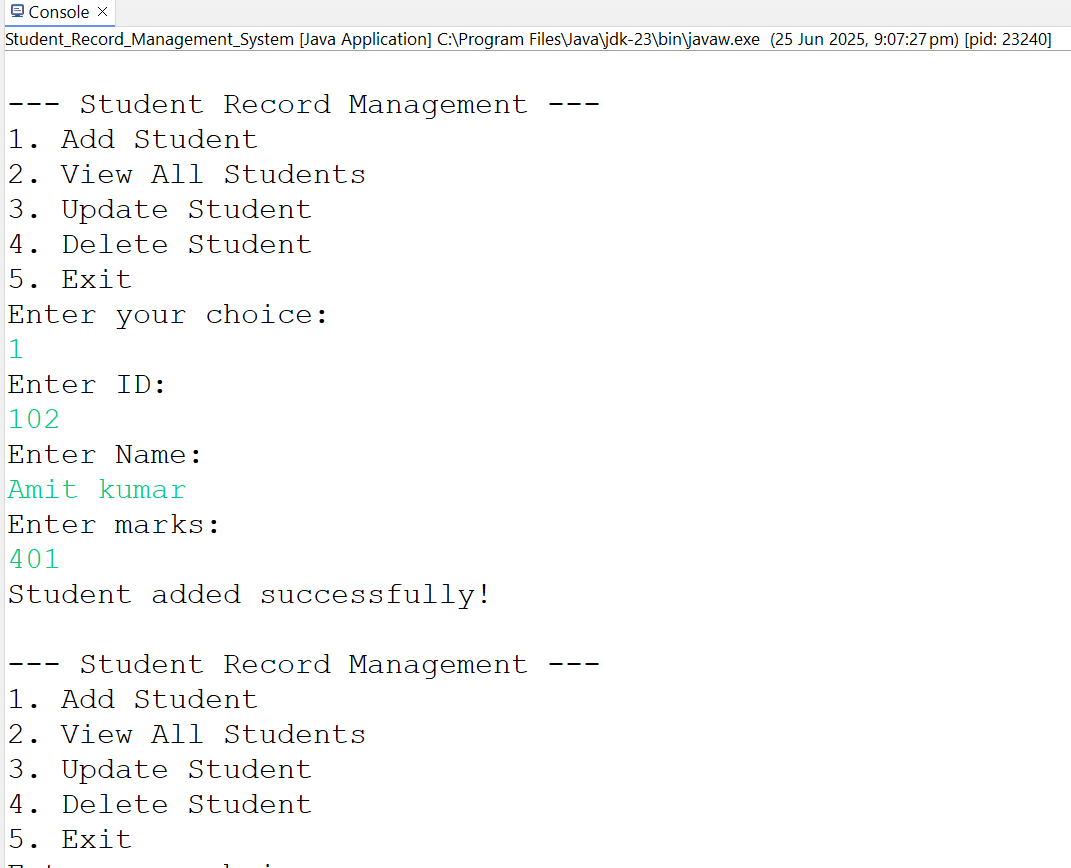 Console
Student_Record_Management_System [Java Application] C:\Program Files\Java\jdk-23\bin\javaw.exe (25 Jun 2025, 9:07:27 pm) [pid: 23240]
--- Student Record Management ---
1. Add Student
2. View All Students
3. Update Student
4. Delete Student
5. Exit
Enter your choice:
1
Enter ID:
102
Enter Name:
Amit kumar
Enter marks:
401
Student added successfully!
--- Student Record Management ---
1. Add Student
2. View All Students
3. Update Student
4. Delete Student
5. Exit